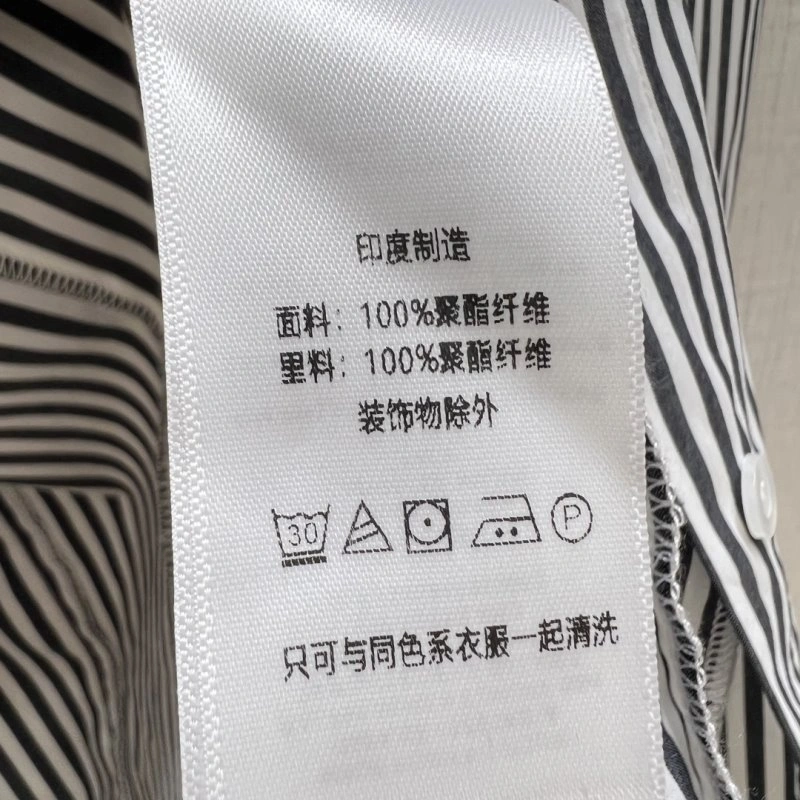 印度制造
面料：100%聚酯纤维
里料：100%聚酯纤维
装饰物除外
30 P
只可与同色系衣服一起清洗